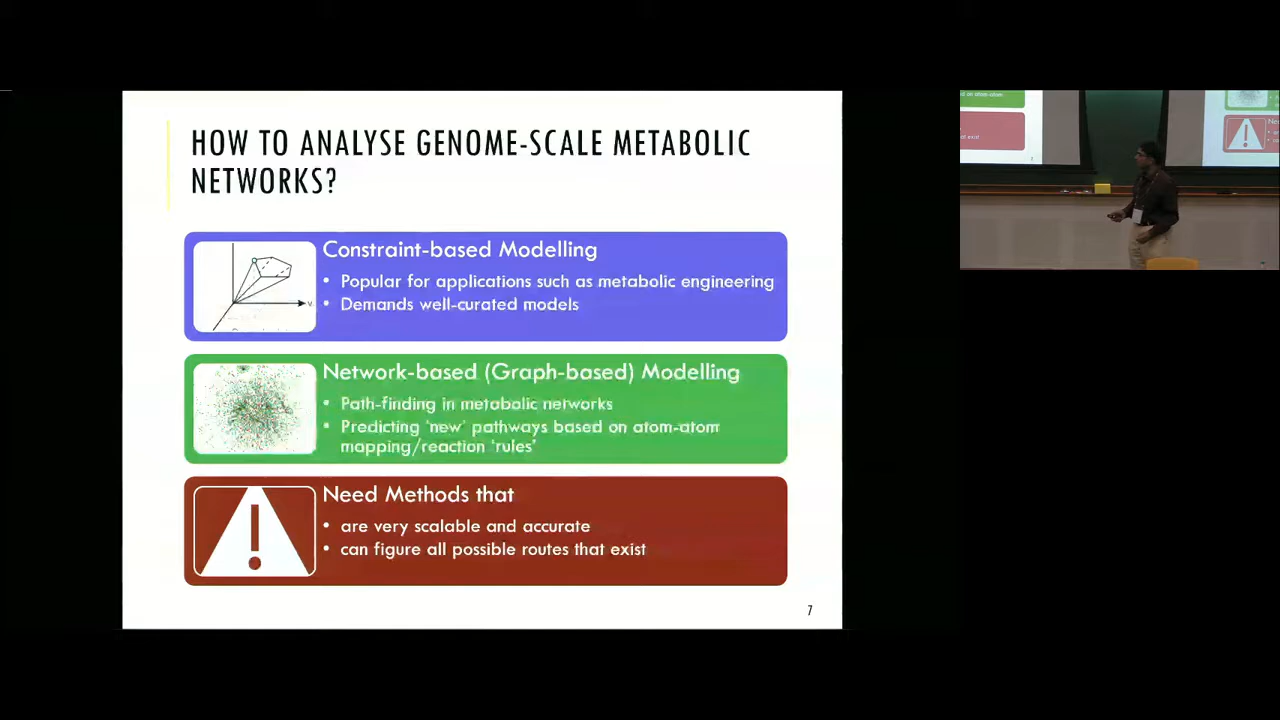 HOW TO ANALYSE GENOME-SCALE METABOLIC
NETWORKS?
Constraint-based Modelling
• Popular for applications such as metabolic engineering
• Demands well-curated models
Network-based (Graph-based) Modelling
• Path-finding in metabolic networks
• Predicting 'new' pathways based on atom-atom
mapping/reaction 'rules'
Need Methods that
• are very scalable and accurate
• can figure all possible routes that exist
7